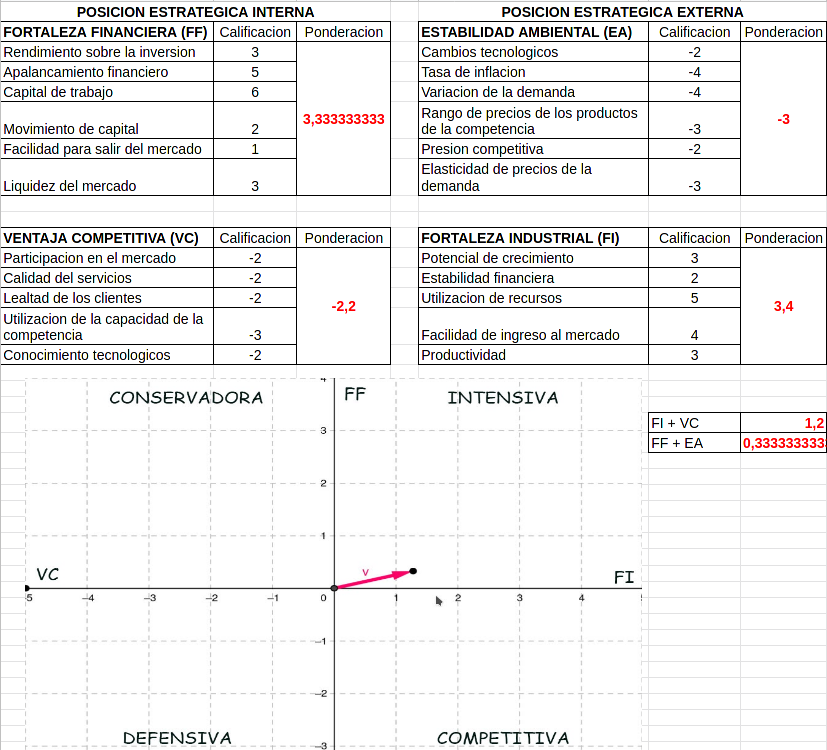 POSICION ESTRATEGICA INTERNA
POSICION ESTRATEGICA EXTERNA
FORTALEZA FINANCIERA (FF) Calificacion Ponderacion
Rendimiento sobre la inversion 3
Apalancamiento financiero 5
Capital de trabajo 6
3,333333333
Movimiento de capital 2
Facilidad para salir del mercado 1
Liquidez del mercado 3
ESTABILIDAD AMBIENTAL (EA) Calificacion Ponderacion
Cambios tecnologicos -2
Tasa de inflacion -4
Variacion de la demanda -4
Rango de precios de los productos
de la competencia -3
-3
Presion competitiva -2
Elasticidad de precios de la
demanda -3
VENTAJA COMPETITIVA (VC) Calificacion Ponderacion
Participacion en el mercado -2
Calidad del servicios -2
Lealtad de los clientes -2
-2,2
Utilizacion de la capacidad de la
competencia -3
Conocimiento tecnologicos -2
FORTALEZA INDUSTRIAL (FI) Calificacion Ponderacion
Potencial de crecimiento 3
Estabilidad financiera 2
Utilizacion de recursos 5
3,4
Facilidad de ingreso al mercado 4
Productividad 3
4
CONSERVADORA FF INTENSIVA
FI + VC 1,2
FF + EA 0,333333333
3
2
1
VC v FI
5 –4 –3 –2 –1 0 1 2 3 4
–1
–2
DEFENSIVA COMPETITIVA
–3